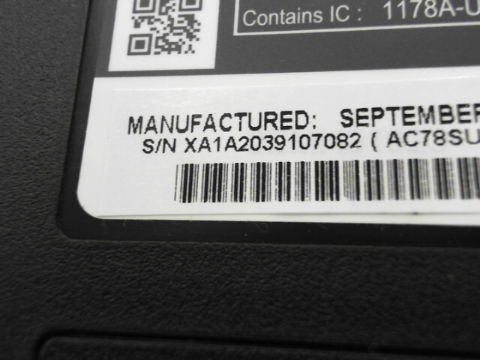 Contains IC : 1178A-U
MANUFACTURED: SEPTEMBER
S/N XA1A2039107082 ( AC78SU